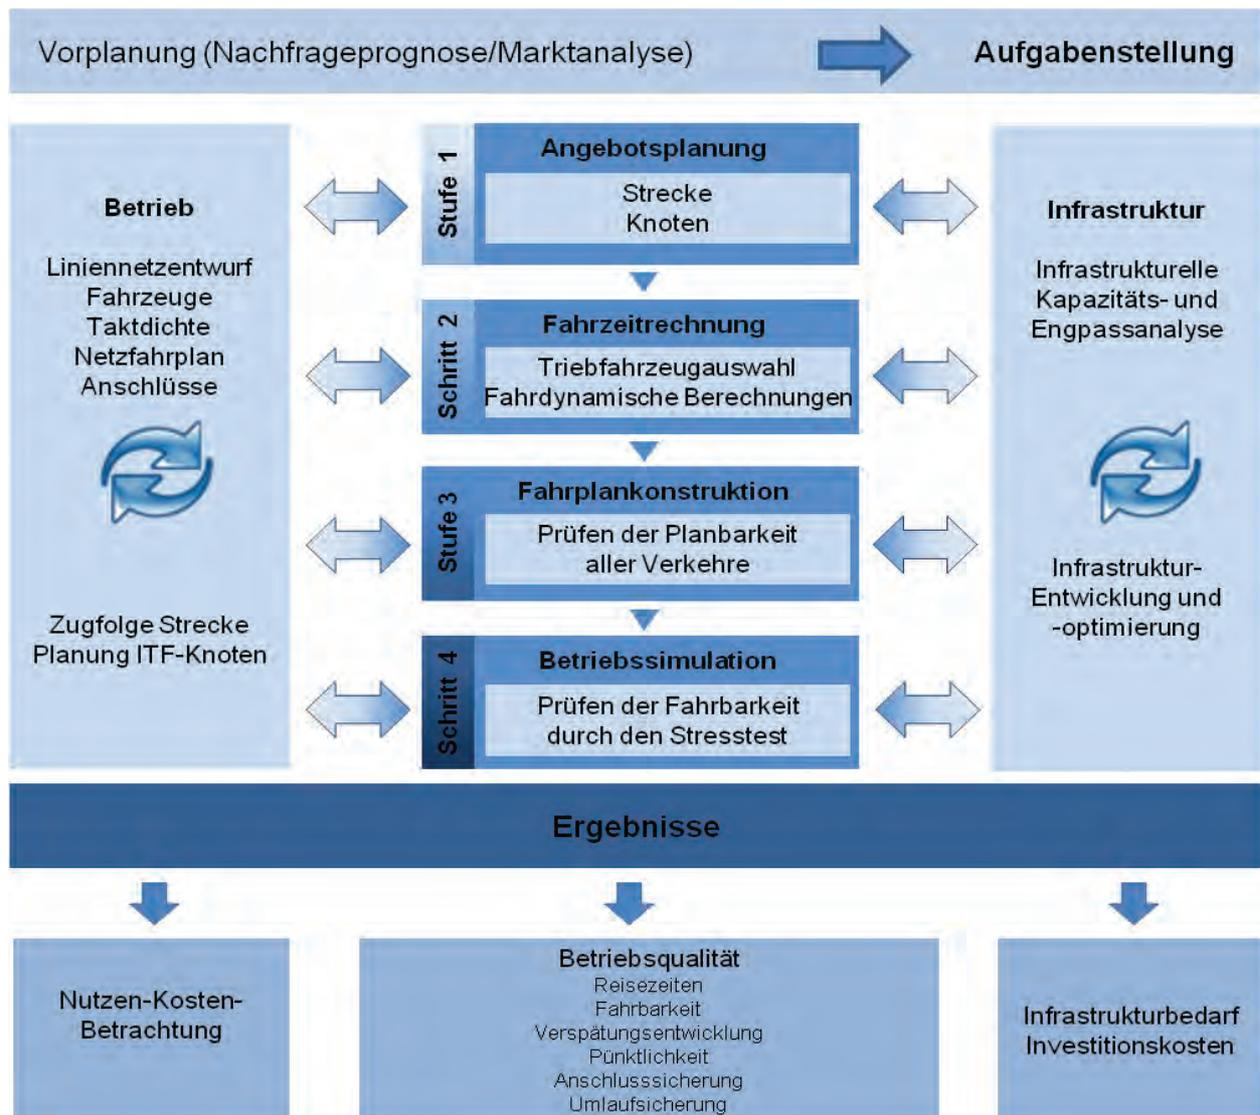 Vorplanung (Nachfrageprognose/Marktanalyse)
Aufgabenstellung
Betrieb
Liniennetzentwurf
Fahrzeuge
Taktdichte
Netzfahrplan
Anschlüsse
Zugfolge Strecke
Planung ITF-Knoten
Stufe 1
Angebotsplanung
Strecke
Knoten
Schritt 2
Fahrzeitrechnung
Triebfahrzeugauswahl
Fahrdynamische Berechnungen
Stufe 3
Fahrplankonstruktion
Prüfen der Planbarkeit
aller Verkehre
Schritt 4
Betriebssimulation
Prüfen der Fahrbarkeit
durch den Stresstest
Infrastruktur
Infrastrukturelle
Kapazitäts- und
Engpassanalyse
Infrastruktur-
Entwicklung und
-optimierung
Ergebnisse
Nutzen-Kosten-
Betrachtung
Betriebsqualität
Reisezeiten
Fahrbarkeit
Verspätungsentwicklung
Pünktlichkeit
Anschlusssicherung
Umlaufsicherung
Infrastrukturbedarf
Investitionskosten